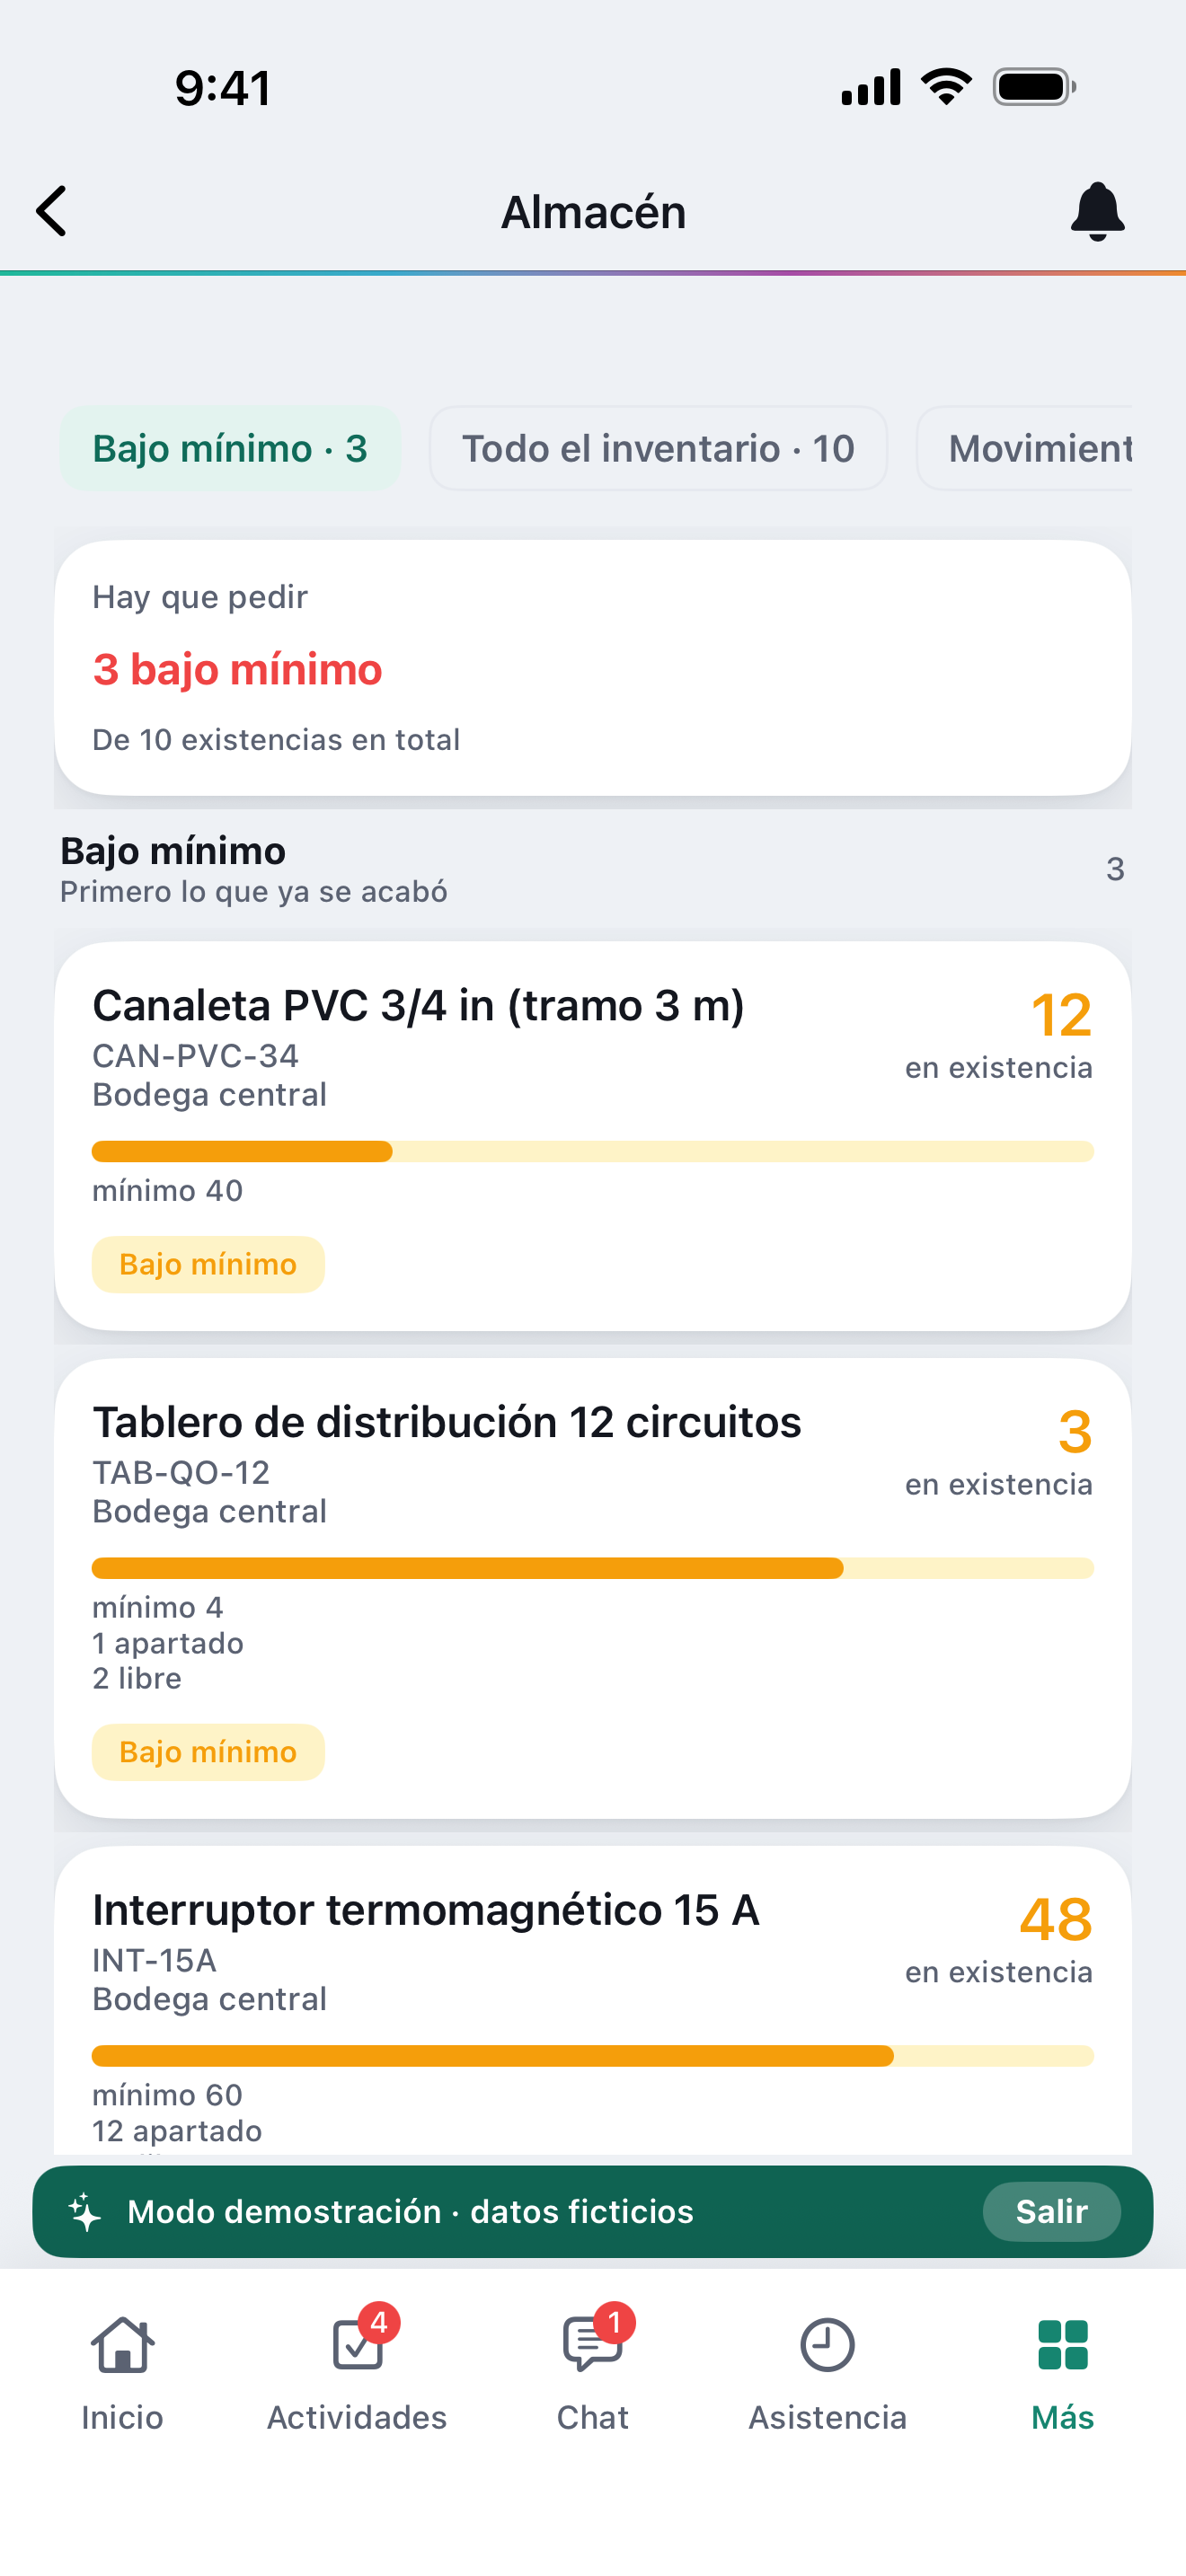 9:41
Almacén
Bajo mínimo · 3
Todo el inventario · 10
Movimient
Hay que pedir
3 bajo mínimo
De 10 existencias en total
Bajo mínimo
Primero lo que ya se acabó
3
Canaleta PVC 3/4 in (tramo 3 m)
12
CAN-PVC-34
en existencia
Bodega central
mínimo 40
Bajo mínimo
Tablero de distribución 12 circuitos
3
TAB-QO-12
en existencia
Bodega central
mínimo 4
1 apartado
2 libre
Bajo mínimo
Interruptor termomagnético 15 A
48
INT-15A
en existencia
Bodega central
mínimo 60
12 apartado
Modo demostración · datos ficticios
Salir
4
1
Inicio
Actividades
Chat
Asistencia
Más